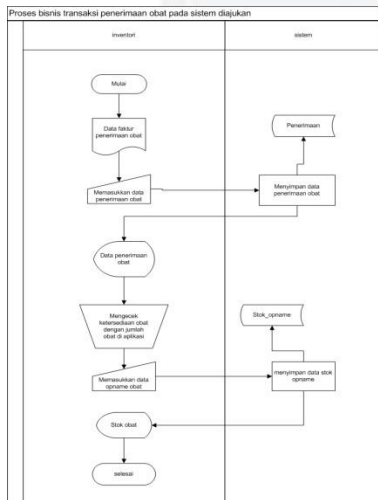 Proses bisnis transaksi penerimaan obat pada sistem diajukan
inventori
sistem
Mulai
Data faktur
penerimaan obat
Penerimaan
Memasukkan data
penerimaan obat
Menyimpan data
penerimaan obat
Data penerimaan
obat
Mengecek
ketersediaan obat
dengan jumlah
obat di aplikasi
Stok_opname
Memasukkan data
opname obat
menyimpan data stok
opname
Stok obat
selesai